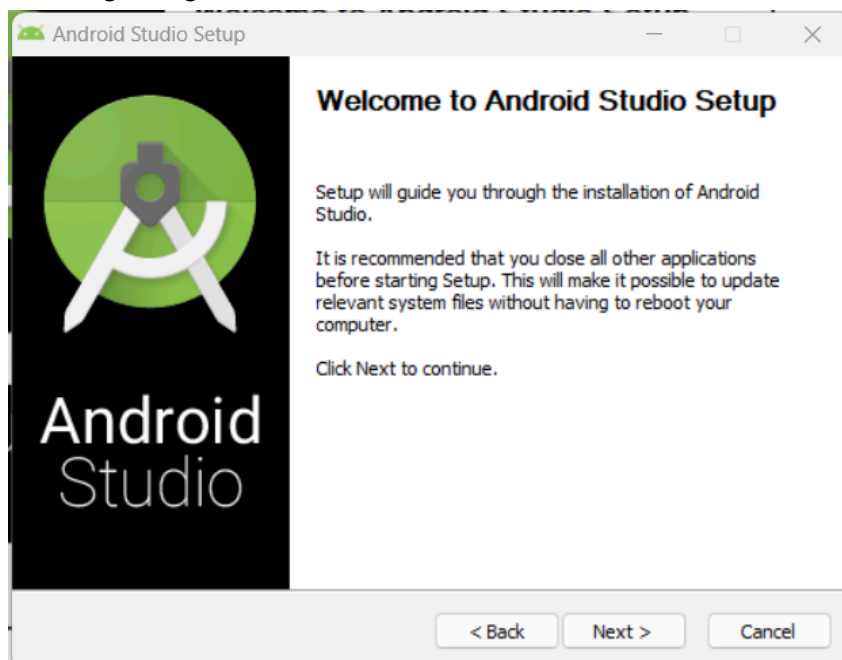 Android Studio Setup
Welcome to Android Studio Setup
Setup will guide you through the installation of Android
Studio.
It is recommended that you close all other applications
before starting Setup. This will make it possible to update
relevant system files without having to reboot your
computer.
Click Next to continue.
Android
Studio
< Back
Next >
Cancel